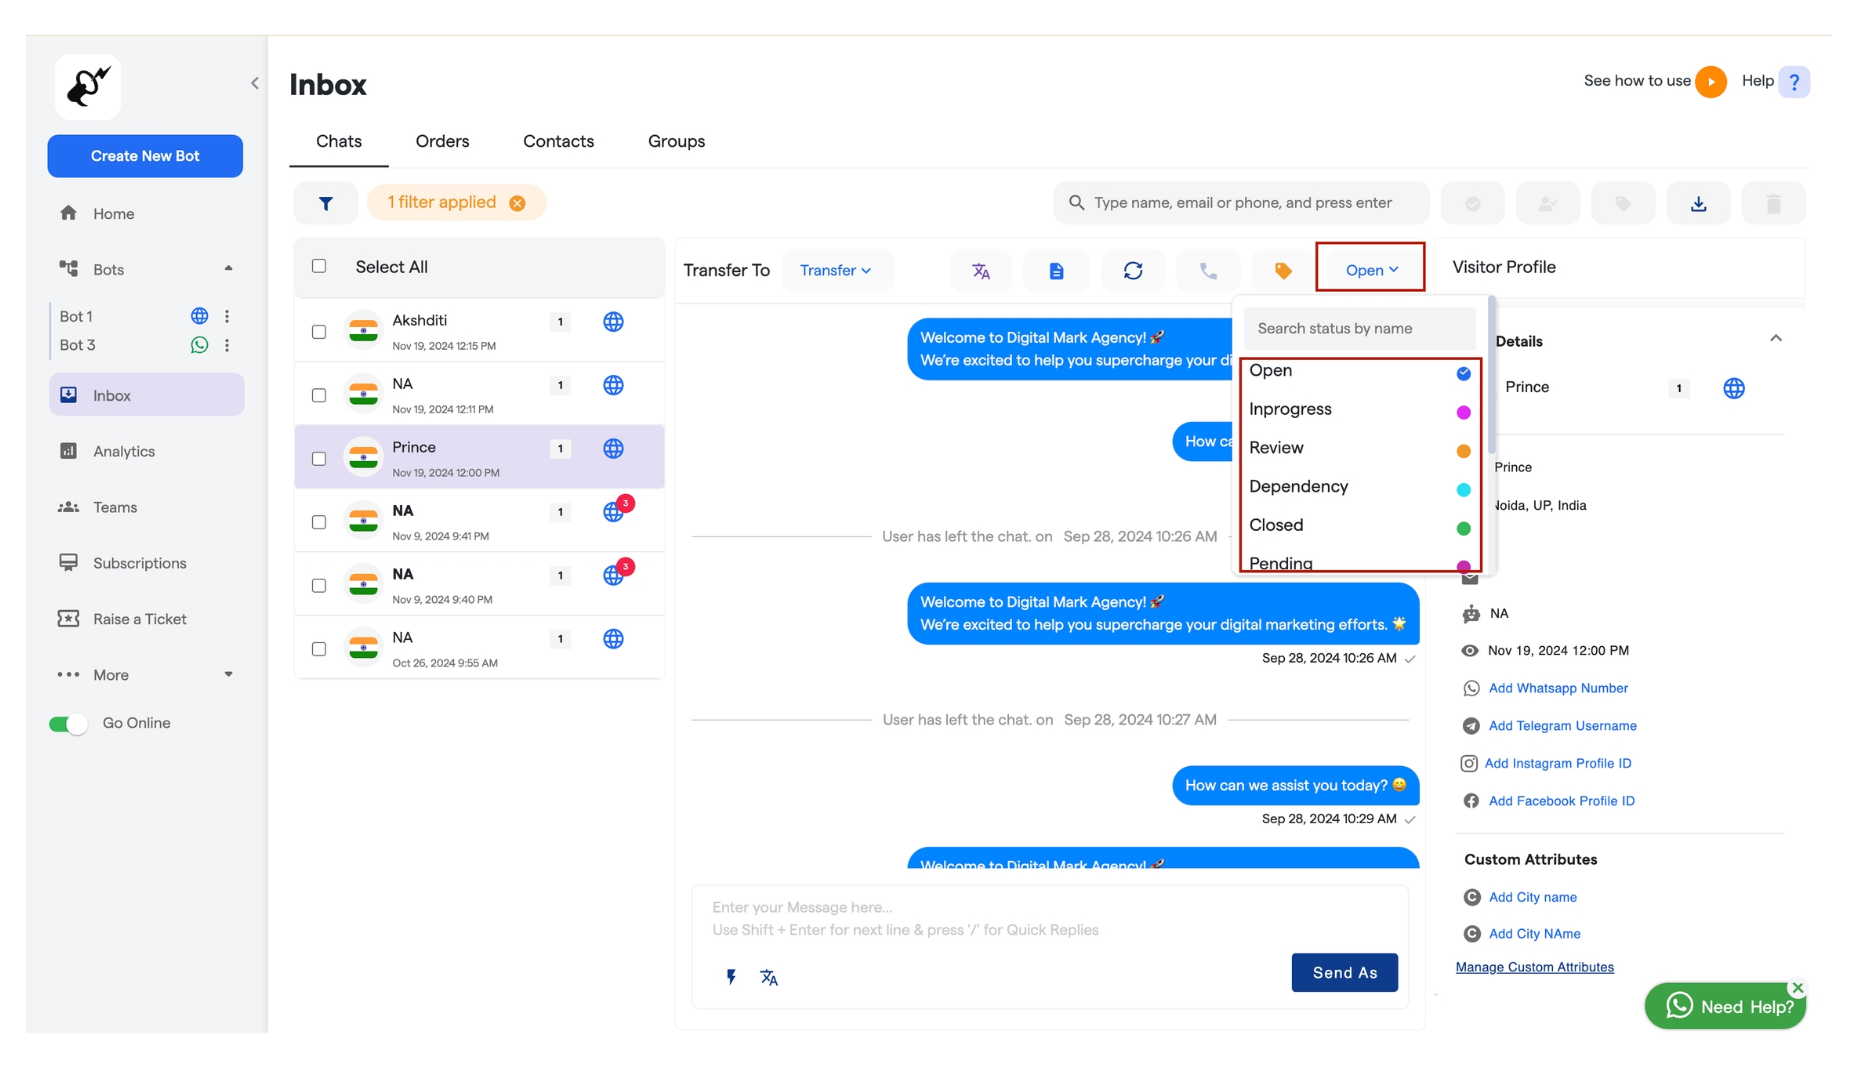 Inbox
See how to use
Help ?
Create New Bot
Chats
Orders
Contacts
Groups
1 filter applied
Type name, email or phone, and press enter
Home
Bots
Bot 1
Bot 3
Inbox
Analytics
Teams
Subscriptions
Raise a Ticket
More
Go Online
Select All
Akshditi
1
Nov 19, 2024 12:15 PM
NA
1
Nov 19, 2024 12:11 PM
Prince
1
Nov 19, 2024 12:00 PM
NA
1
3
Nov 9, 2024 9:41 PM
NA
1
3
Nov 9, 2024 9:40 PM
NA
1
Oct 26, 2024 9:55 AM
Transfer To
Transfer
Open
Search status by name
Open
Inprogress
Review
Dependency
Closed
Pending
Welcome to Digital Mark Agency! 🚀
We're excited to help you supercharge your di
How ca
User has left the chat. on Sep 28, 2024 10:26 AM
Welcome to Digital Mark Agency! 🚀
We're excited to help you supercharge your digital marketing efforts. 🌟
Sep 28, 2024 10:26 AM
User has left the chat. on Sep 28, 2024 10:27 AM
How can we assist you today? 😀
Sep 28, 2024 10:29 AM
Welcome to Digital Mark Agency! 🚀
Enter your Message here...
Use Shift + Enter for next line & press '/' for Quick Replies
Send As
Visitor Profile
Details
Prince
1
Prince
Noida, UP, India
NA
Nov 19, 2024 12:00 PM
Add Whatsapp Number
Add Telegram Username
Add Instagram Profile ID
Add Facebook Profile ID
Custom Attributes
C Add City name
C Add City NAme
Manage Custom Attributes
Need Help?